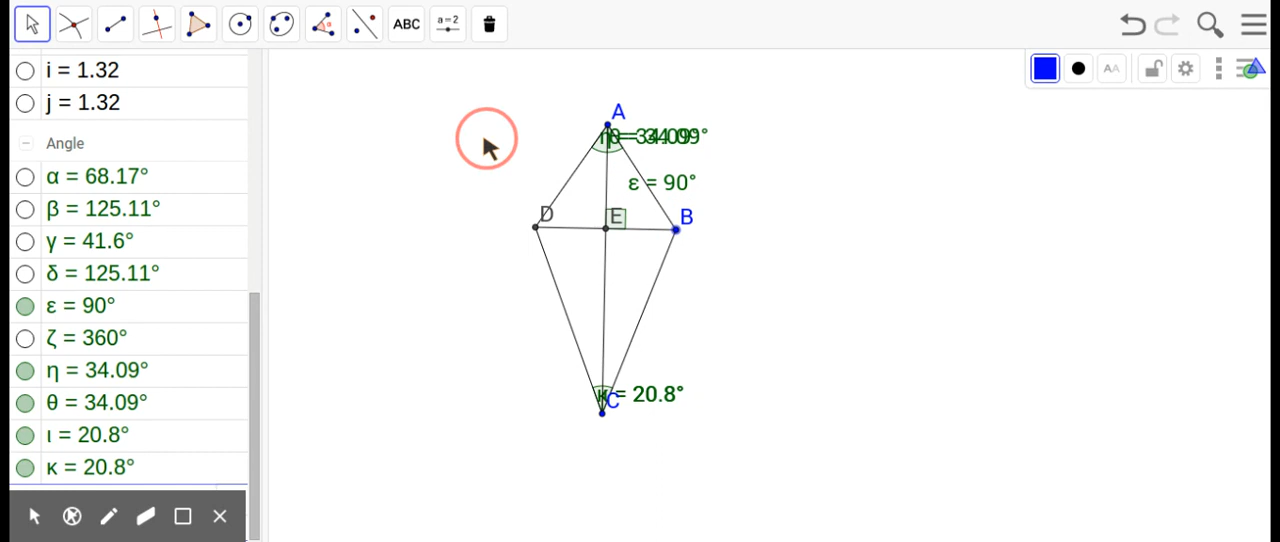 ABC
a=2
AA
i = 1.32
j = 1.32
Angle
α = 68.17°
β = 125.11°
γ = 41.6°
δ = 125.11°
ε = 90°
ζ = 360°
η = 34.09°
θ = 34.09°
ι = 20.8°
κ = 20.8°
A
ε = 90°
D
E
B
κ = 20.8°
C